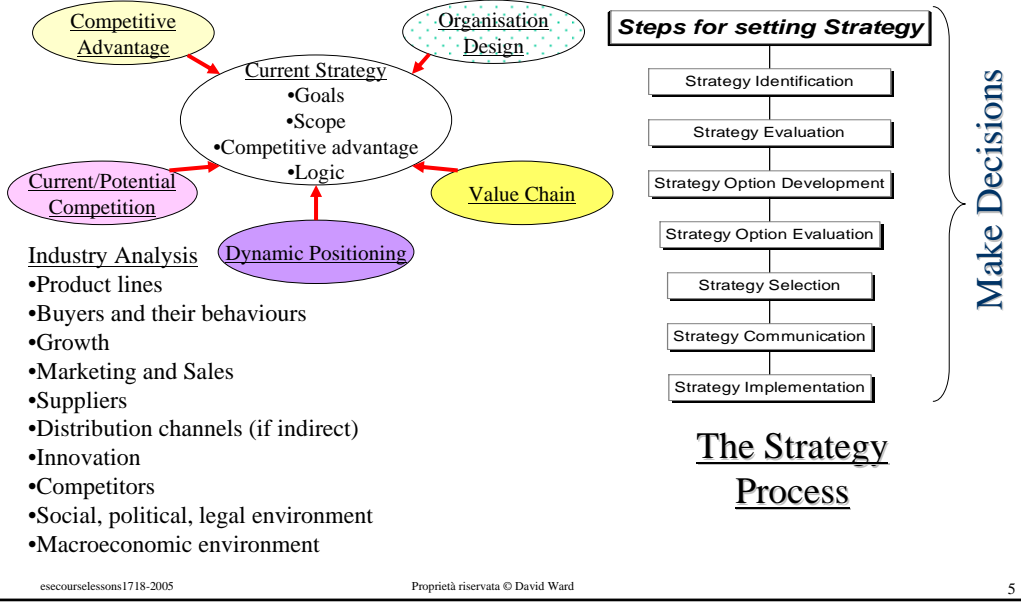 Competitive
Advantage
Organisation
Design
Current Strategy
•Goals
•Scope
•Competitive advantage
•Logic
Current/Potential
Competition
Value Chain
Dynamic Positioning
Industry Analysis
•Product lines
•Buyers and their behaviours
•Growth
•Marketing and Sales
•Suppliers
•Distribution channels (if indirect)
•Innovation
•Competitors
•Social, political, legal environment
•Macroeconomic environment
Steps for setting Strategy
Strategy Identification
Strategy Evaluation
Strategy Option Development
Strategy Option Evaluation
Strategy Selection
Strategy Communication
Strategy Implementation
Make Decisions
The Strategy
Process
esecourselessons1718-2005
Proprietà riservata © David Ward
5